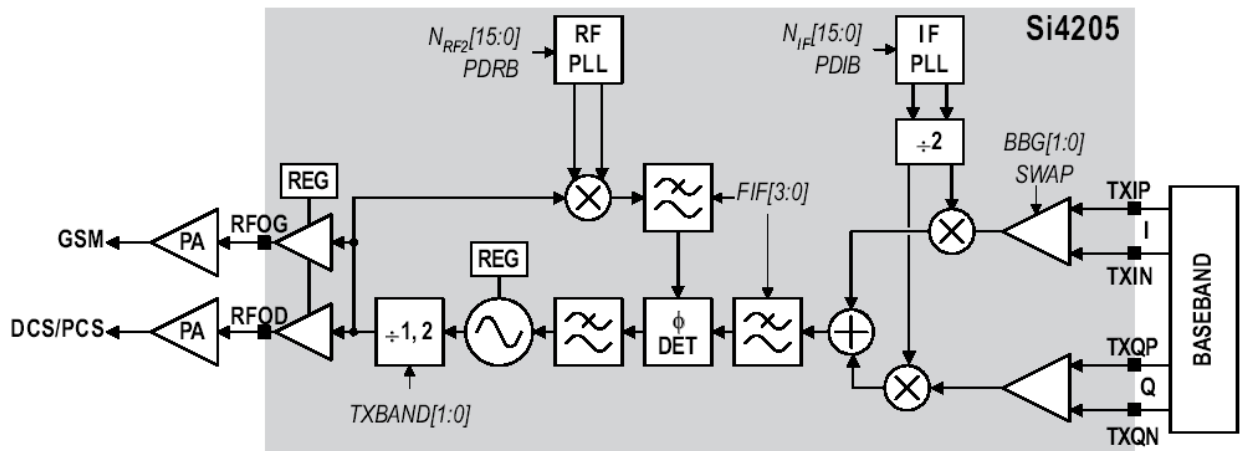 Si4205
N_RF2[15:0]
PDRB
RF
PLL
N_IF[15:0]
PDIB
IF
PLL
÷2
BBG[1:0]
SWAP
REG
FIF[3:0]
TXIP
I
TXIN
GSM
PA
RFOG
REG
DCS/PCS
PA
RFOD
÷1, 2
ϕ
DET
TXBAND[1:0]
TXQP
Q
TXQN
BASEBAND